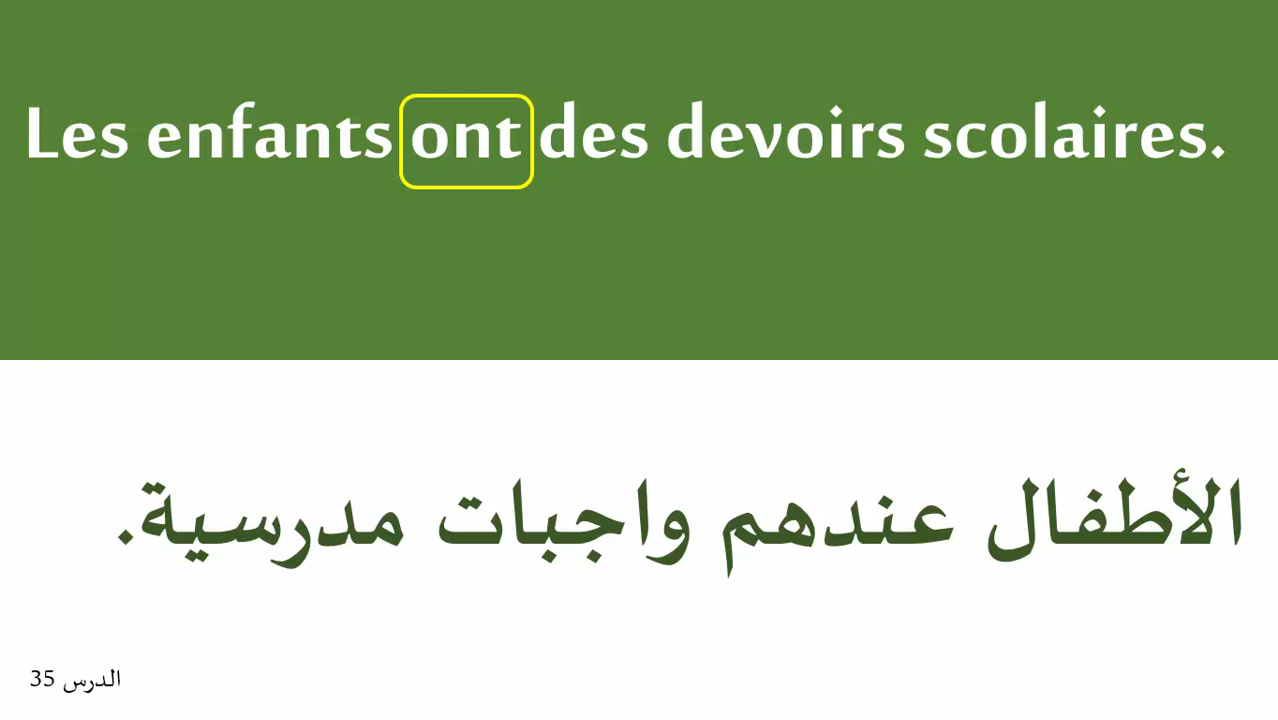 Les enfants ont des devoirs scolaires.
الأطفال عندهم واجبات مدرسية.
الدرس 35